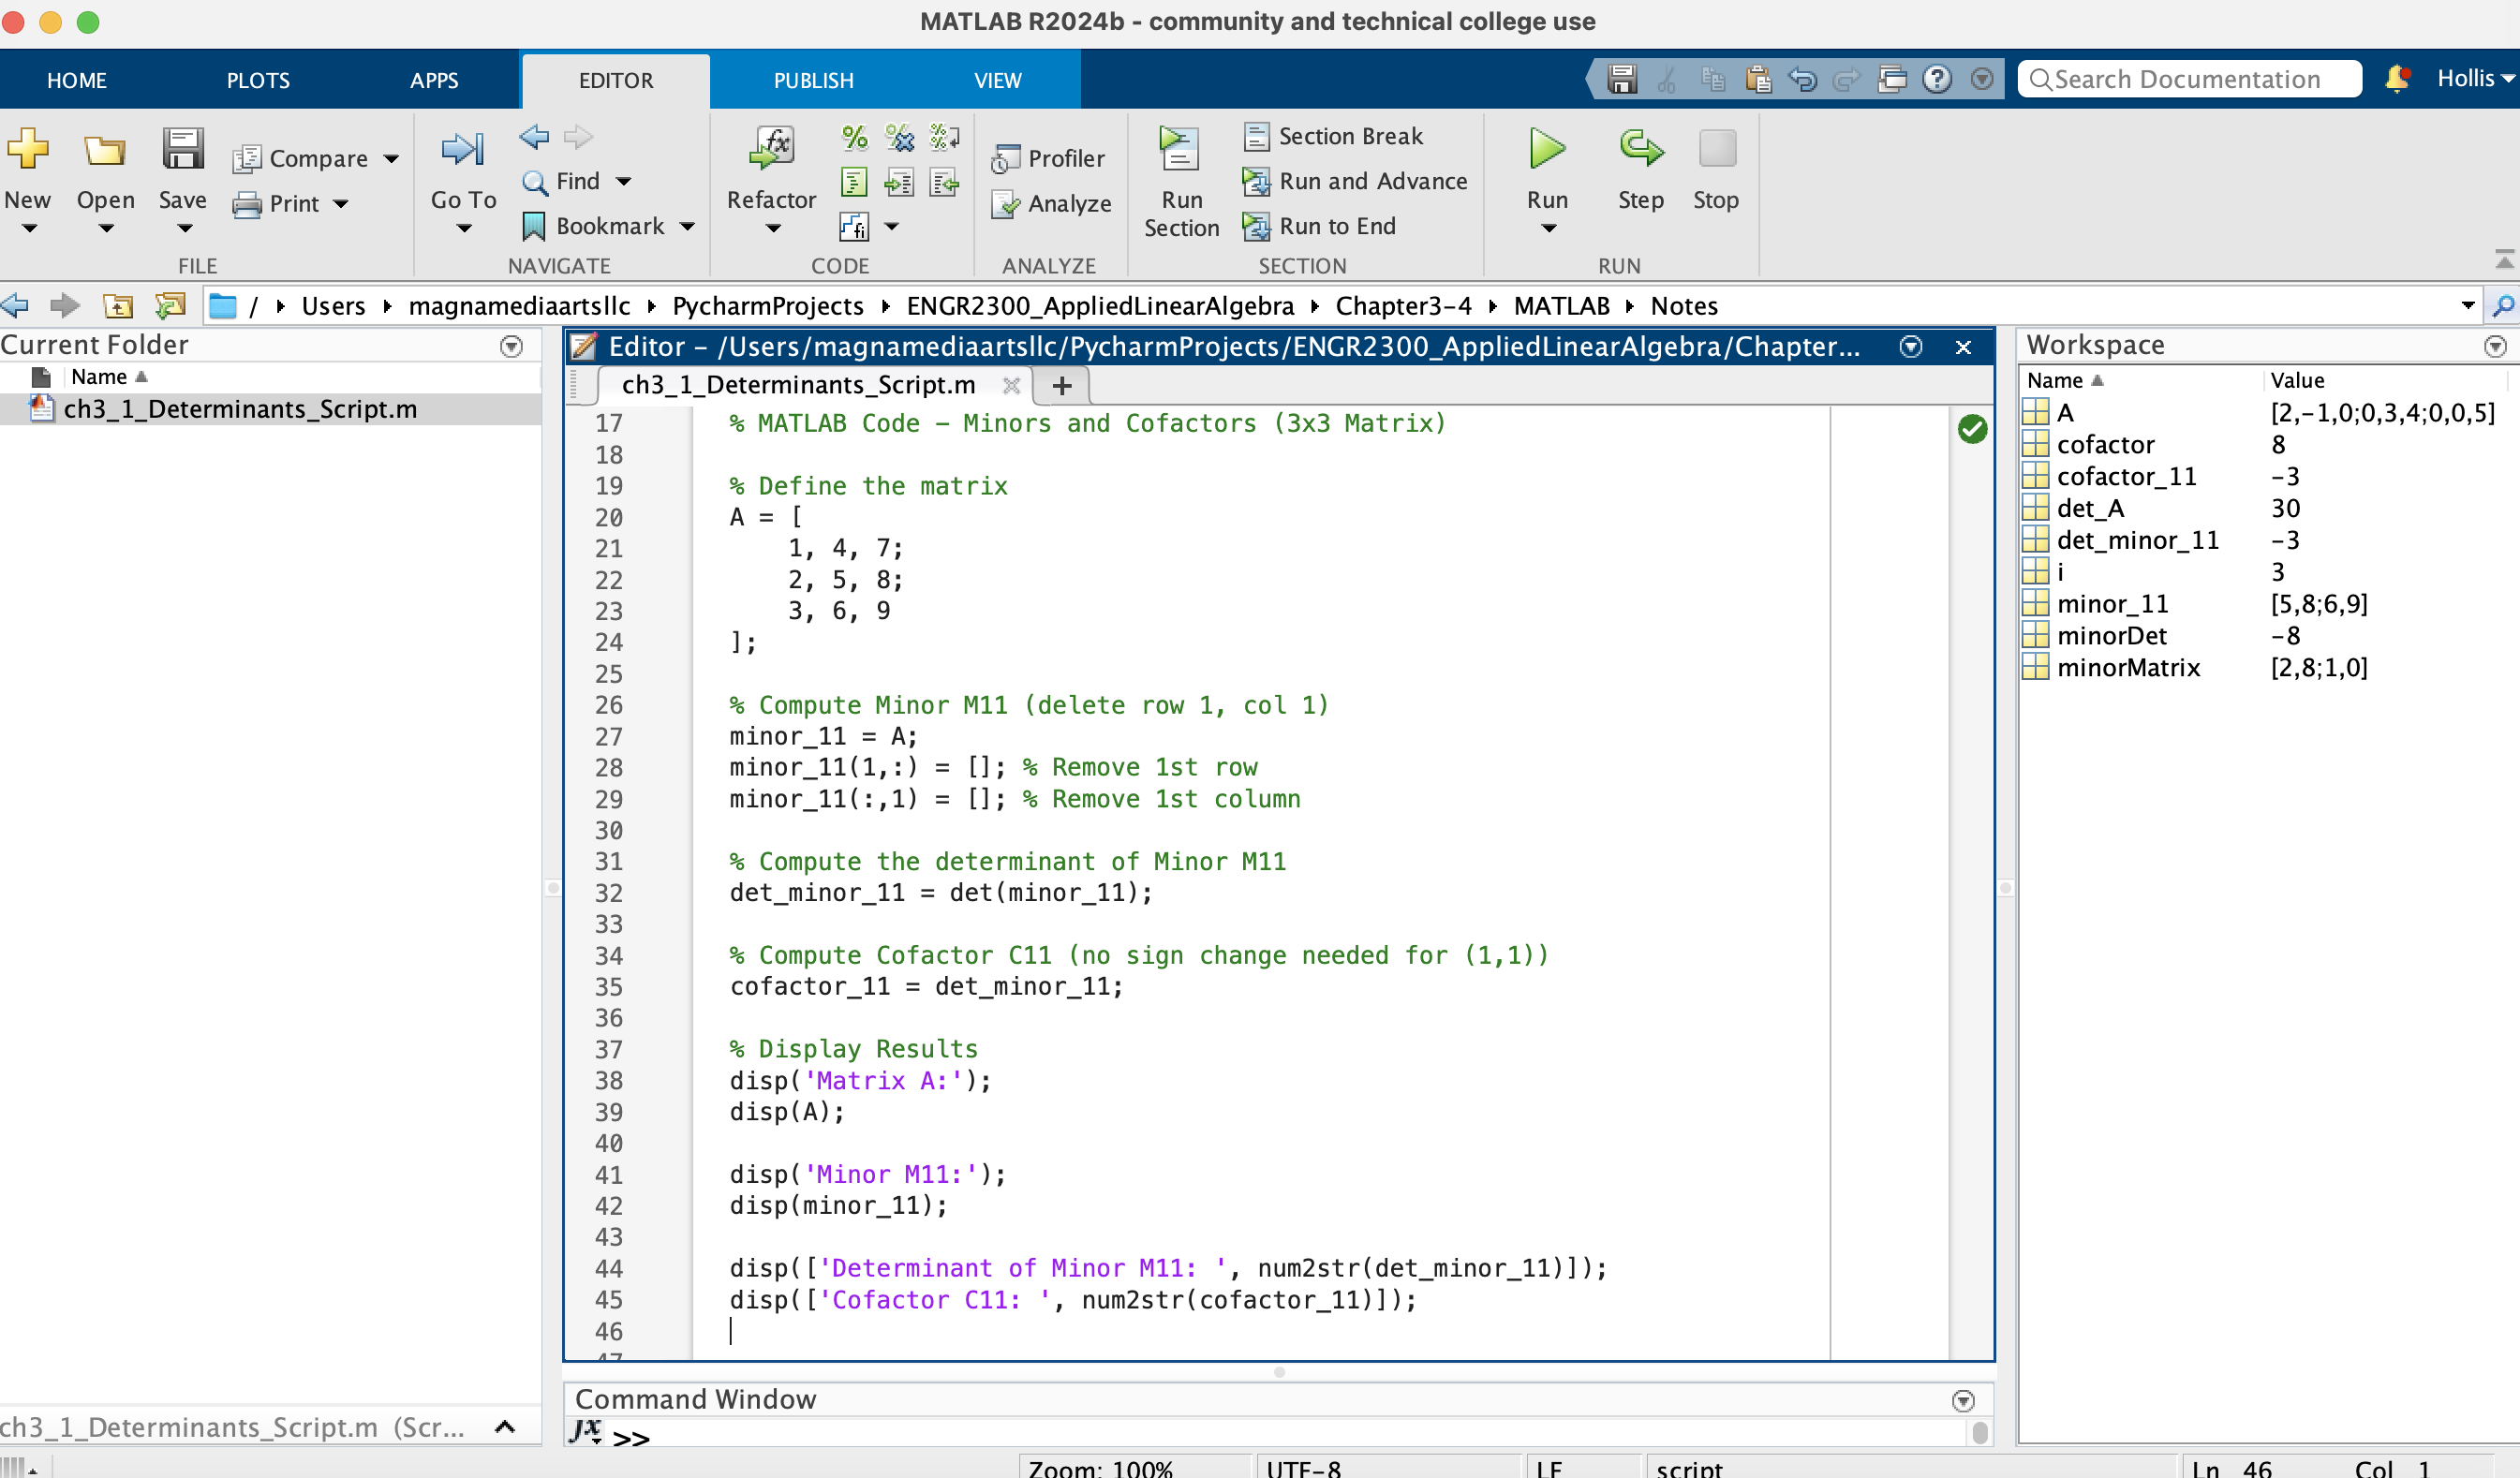 MATLAB R2024b - community and technical college use
HOME PLOTS APPS EDITOR PUBLISH VIEW Search Documentation Hollis
New Open Save Compare Print
FILE
Go To Find Bookmark
NAVIGATE
Refactor
CODE
Profiler
Analyze
ANALYZE
Run Section
Section Break
Run and Advance
Run to End
SECTION
Run Step Stop
RUN
/ Users magnamediaartsllc PycharmProjects ENGR2300_AppliedLinearAlgebra Chapter3-4 MATLAB Notes
Current Folder
Name
ch3_1_Determinants_Script.m
ch3_1_Determinants_Script.m (Scr...
Editor - /Users/magnamediaartsllc/PycharmProjects/ENGR2300_AppliedLinearAlgebra/Chapter...
ch3_1_Determinants_Script.m
17 % MATLAB Code - Minors and Cofactors (3x3 Matrix)
18
19 % Define the matrix
20 A = [
21 1, 4, 7;
22 2, 5, 8;
23 3, 6, 9
24 ];
25
26 % Compute Minor M11 (delete row 1, col 1)
27 minor_11 = A;
28 minor_11(1,:) = []; % Remove 1st row
29 minor_11(:,1) = []; % Remove 1st column
30
31 % Compute the determinant of Minor M11
32 det_minor_11 = det(minor_11);
33
34 % Compute Cofactor C11 (no sign change needed for (1,1))
35 cofactor_11 = det_minor_11;
36
37 % Display Results
38 disp('Matrix A:');
39 disp(A);
40
41 disp('Minor M11:');
42 disp(minor_11);
43
44 disp(['Determinant of Minor M11: ', num2str(det_minor_11)]);
45 disp(['Cofactor C11: ', num2str(cofactor_11)]);
46
47
Command Window
fx >>
Workspace
Name Value
A [2,-1,0;0,3,4;0,0,5]
cofactor 8
cofactor_11 -3
det_A 30
det_minor_11 -3
i 3
minor_11 [5,8;6,9]
minorDet -8
minorMatrix [2,8;1,0]
Zoom: 100% UTF-8 LF script Ln 46 Col 1